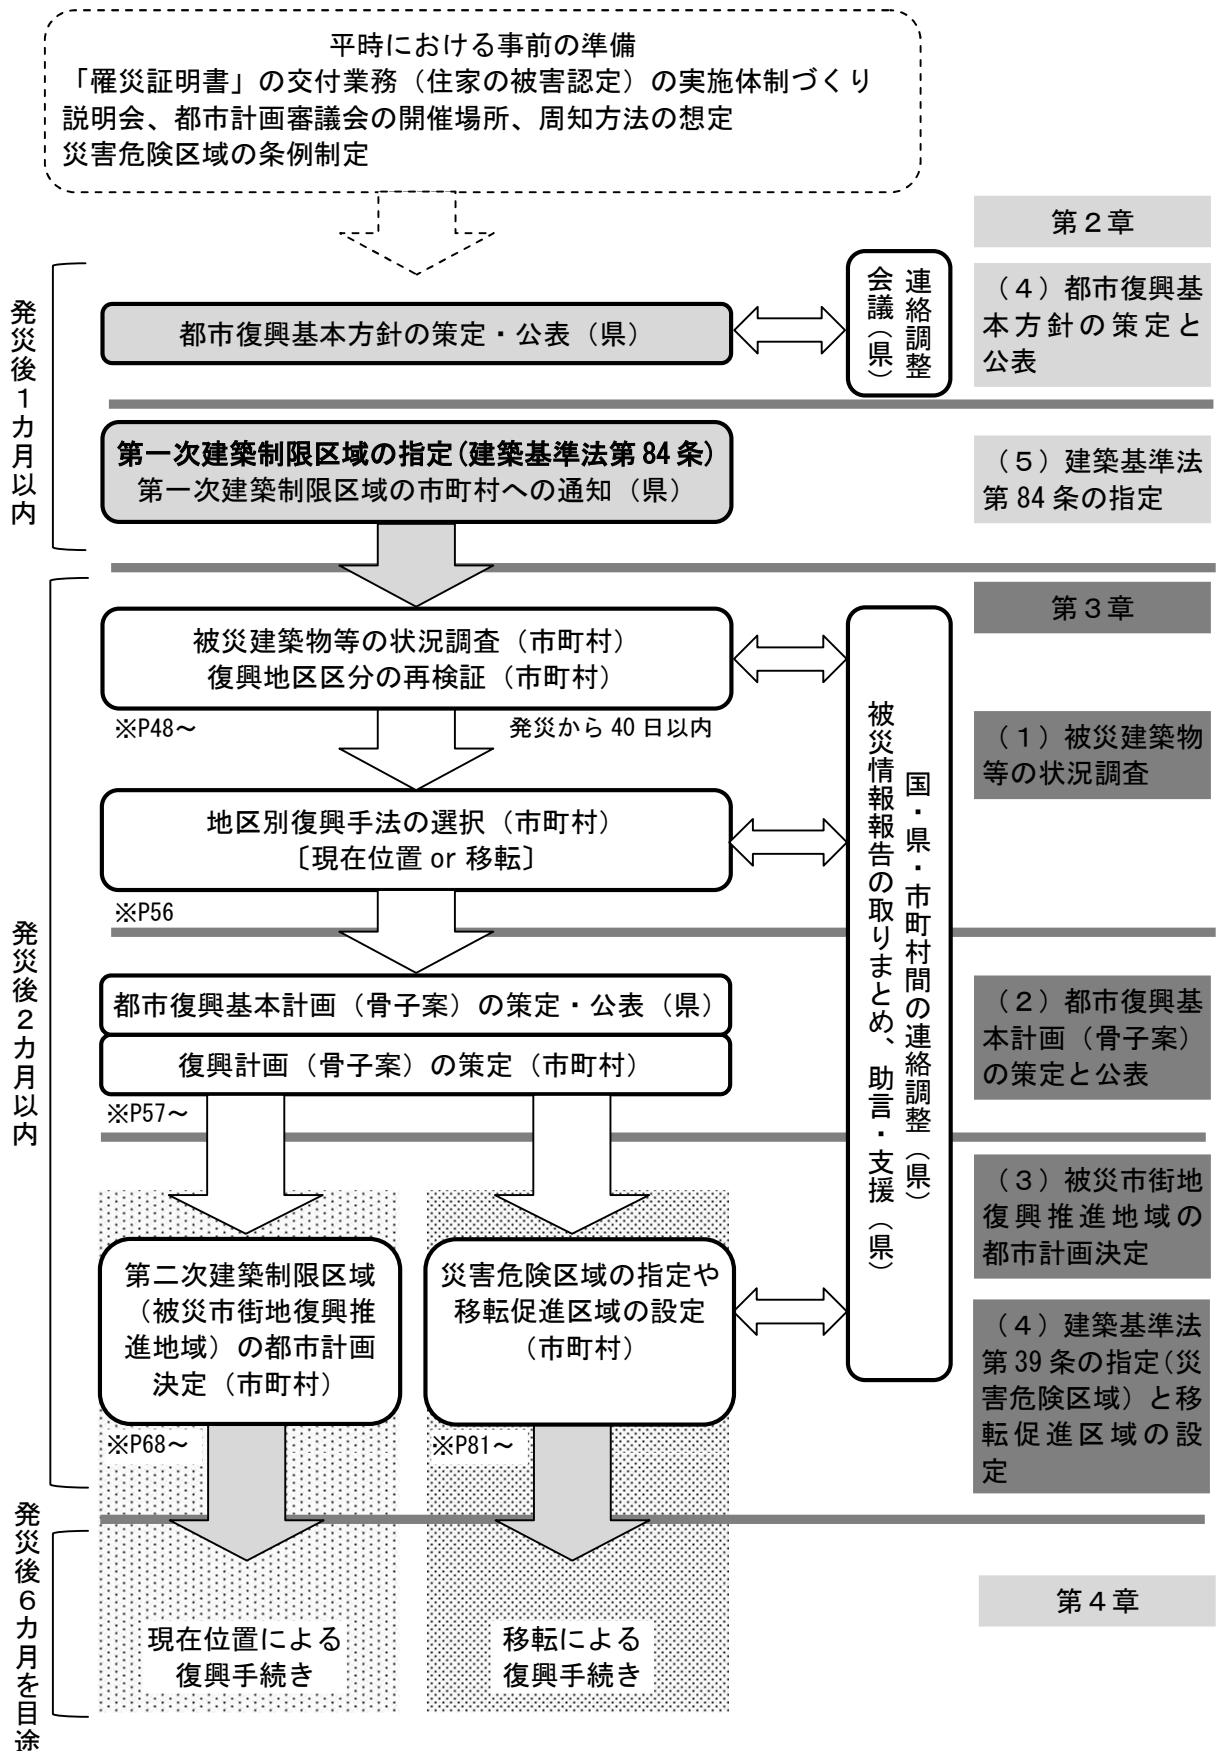 平時における事前の準備
「罹災証明書」の交付業務（住家の被害認定）の実施体制づくり
説明会、都市計画審議会の開催場所、周知方法の想定
災害危険区域の条例制定
第２章
発災後１カ月以内
都市復興基本方針の策定・公表（県）
連絡調整
会議（県）
（４）都市復興基
本方針の策定と
公表
第一次建築制限区域の指定（建築基準法第84条）
第一次建築制限区域の市町村への通知（県）
（５）建築基準法
第84条の指定
第３章
発災後２カ月以内
被災建築物等の状況調査（市町村）
復興地区区分の再検証（市町村）
※P48～
発災から40日以内
（１）被災建築物
等の状況調査
地区別復興手法の選択（市町村）
〔現在位置 or 移転〕
※P56
国・県・市町村間の連絡調整（県）
被災情報報告の取りまとめ、助言・支援（県）
都市復興基本計画（骨子案）の策定・公表（県）
復興計画（骨子案）の策定（市町村）
※P57～
（２）都市復興基
本計画（骨子案）
の策定と公表
（３）被災市街地
復興推進地域の
都市計画決定
第二次建築制限区域
（被災市街地復興推
進地域）の都市計画
決定（市町村）
※P68～
災害危険区域の指定や
移転促進区域の設定
（市町村）
※P81～
（４）建築基準法
第39条の指定（災
害危険区域）と移
転促進区域の設
定
発災後６カ月を目途
第４章
現在位置による
復興手続き
移転による
復興手続き